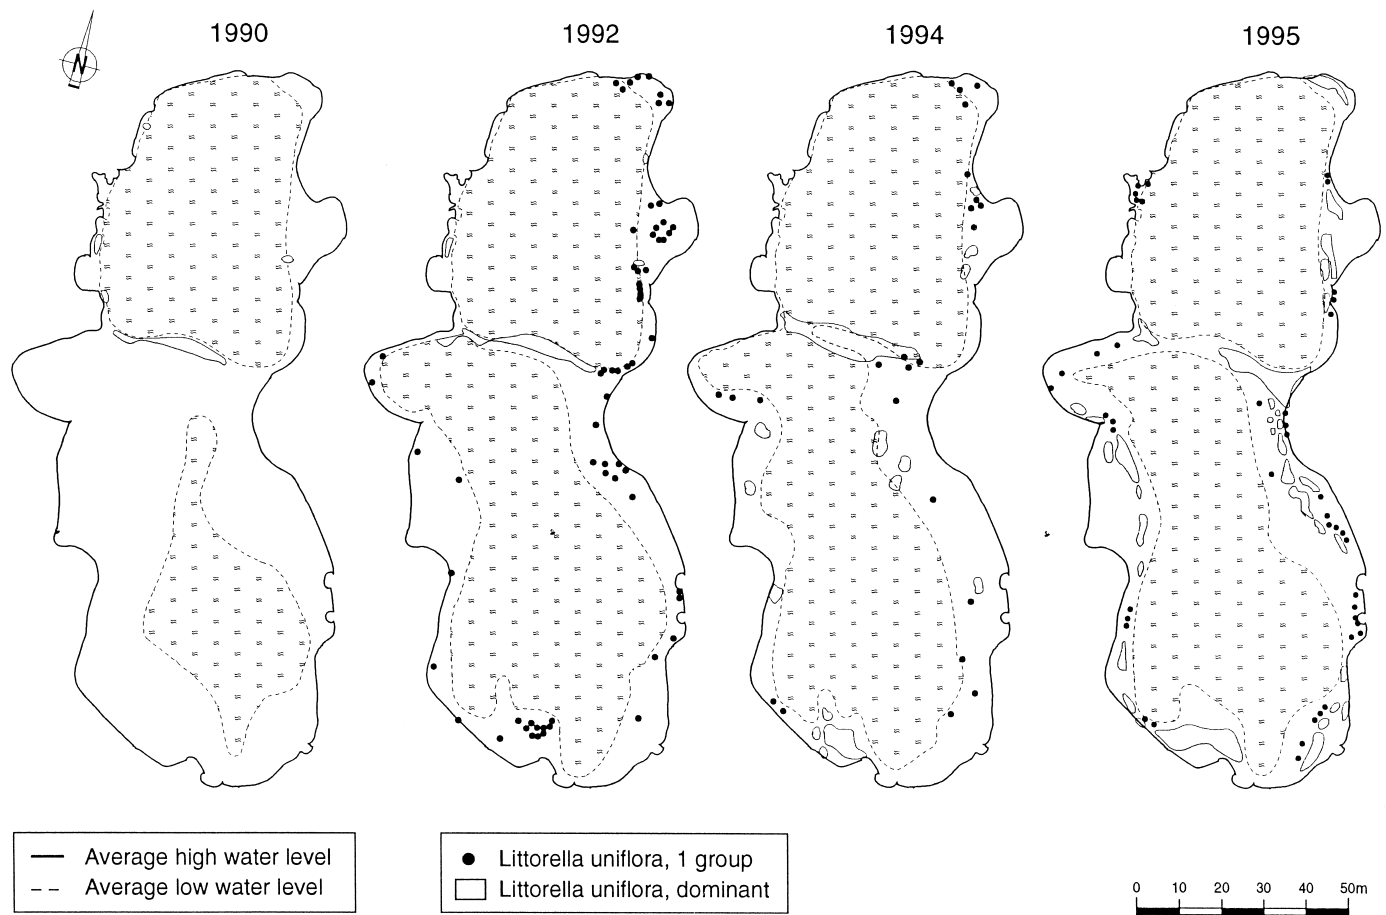 N
1990
1992
1994
1995
Average high water level
Average low water level
Littorella uniflora, 1 group
Littorella uniflora, dominant
0 10 20 30 40 50m